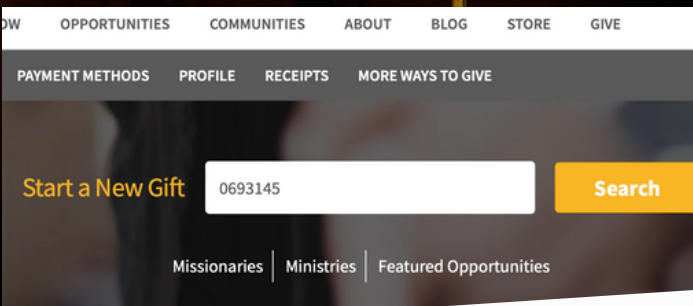 OPPORTUNITIES COMMUNITIES ABOUT BLOG STORE GIVE
PAYMENT METHODS PROFILE RECEIPTS MORE WAYS TO GIVE
Start a New Gift 0693145 Search
Missionaries Ministries Featured Opportunities